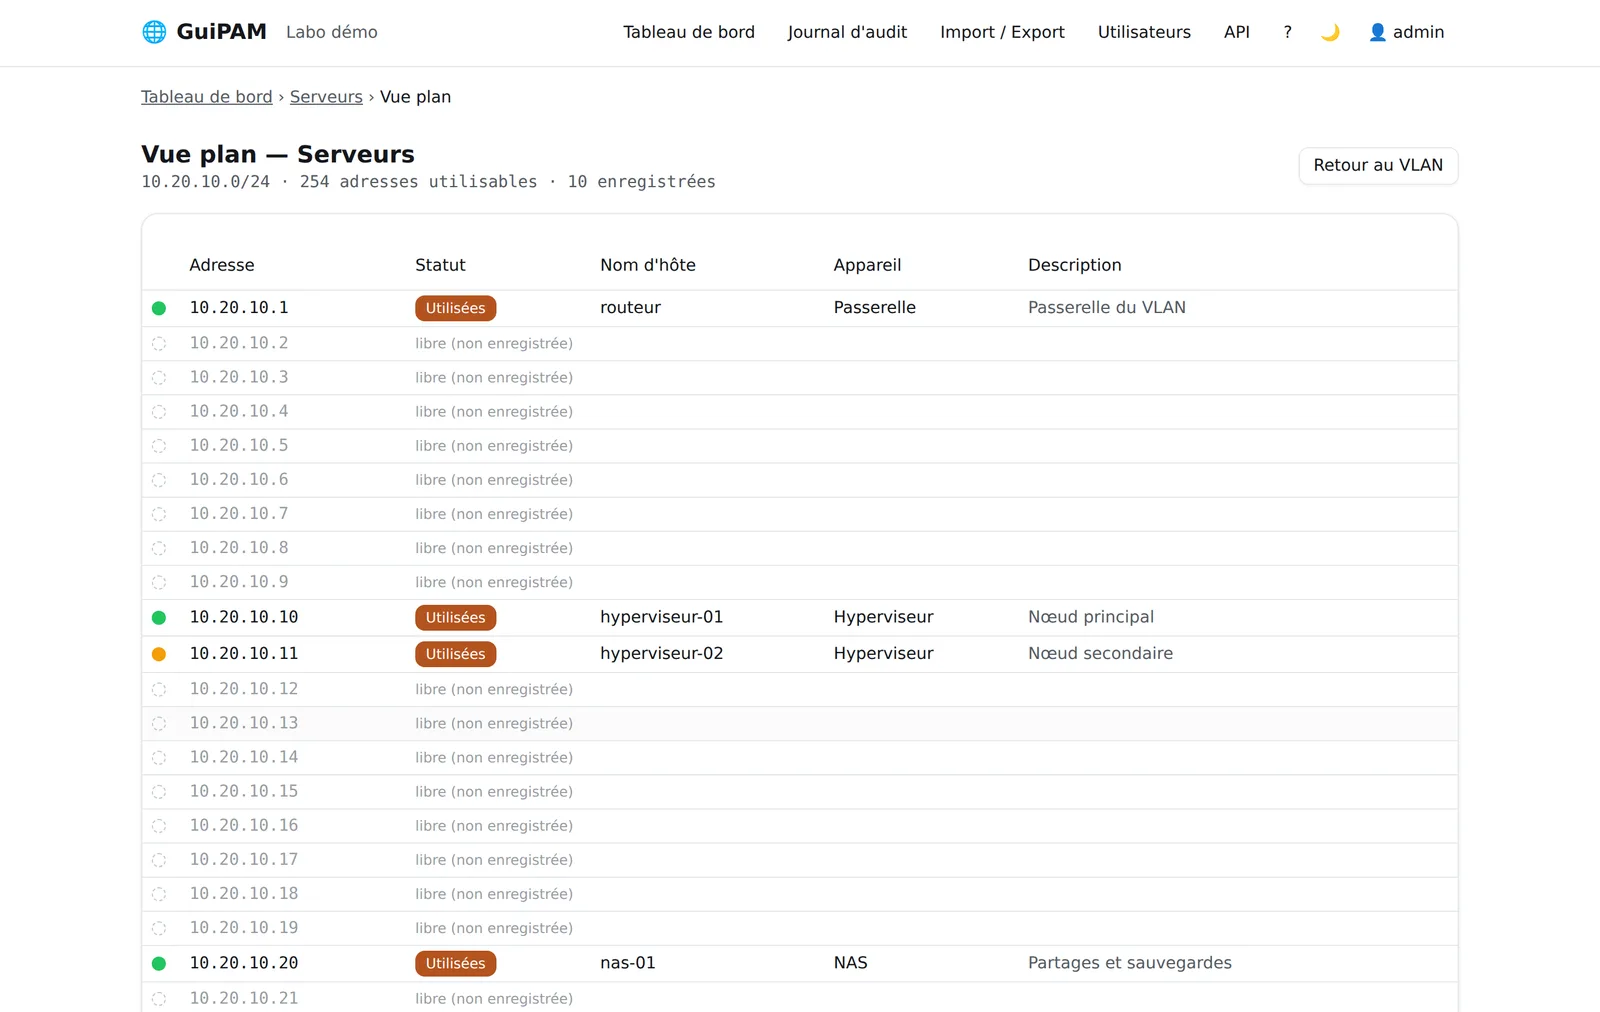 GuiPAM Labo démo Tableau de bord Journal d'audit Import / Export Utilisateurs API ? admin
Tableau de bord › Serveurs › Vue plan
Vue plan — Serveurs
10.20.10.0/24 · 254 adresses utilisables · 10 enregistrées
Retour au VLAN
Adresse Statut Nom d'hôte Appareil Description
10.20.10.1 Utilisées routeur Passerelle Passerelle du VLAN
10.20.10.2 libre (non enregistrée)
10.20.10.3 libre (non enregistrée)
10.20.10.4 libre (non enregistrée)
10.20.10.5 libre (non enregistrée)
10.20.10.6 libre (non enregistrée)
10.20.10.7 libre (non enregistrée)
10.20.10.8 libre (non enregistrée)
10.20.10.9 libre (non enregistrée)
10.20.10.10 Utilisées hyperviseur-01 Hyperviseur Nœud principal
10.20.10.11 Utilisées hyperviseur-02 Hyperviseur Nœud secondaire
10.20.10.12 libre (non enregistrée)
10.20.10.13 libre (non enregistrée)
10.20.10.14 libre (non enregistrée)
10.20.10.15 libre (non enregistrée)
10.20.10.16 libre (non enregistrée)
10.20.10.17 libre (non enregistrée)
10.20.10.18 libre (non enregistrée)
10.20.10.19 libre (non enregistrée)
10.20.10.20 Utilisées nas-01 NAS Partages et sauvegardes
10.20.10.21 libre (non enregistrée)